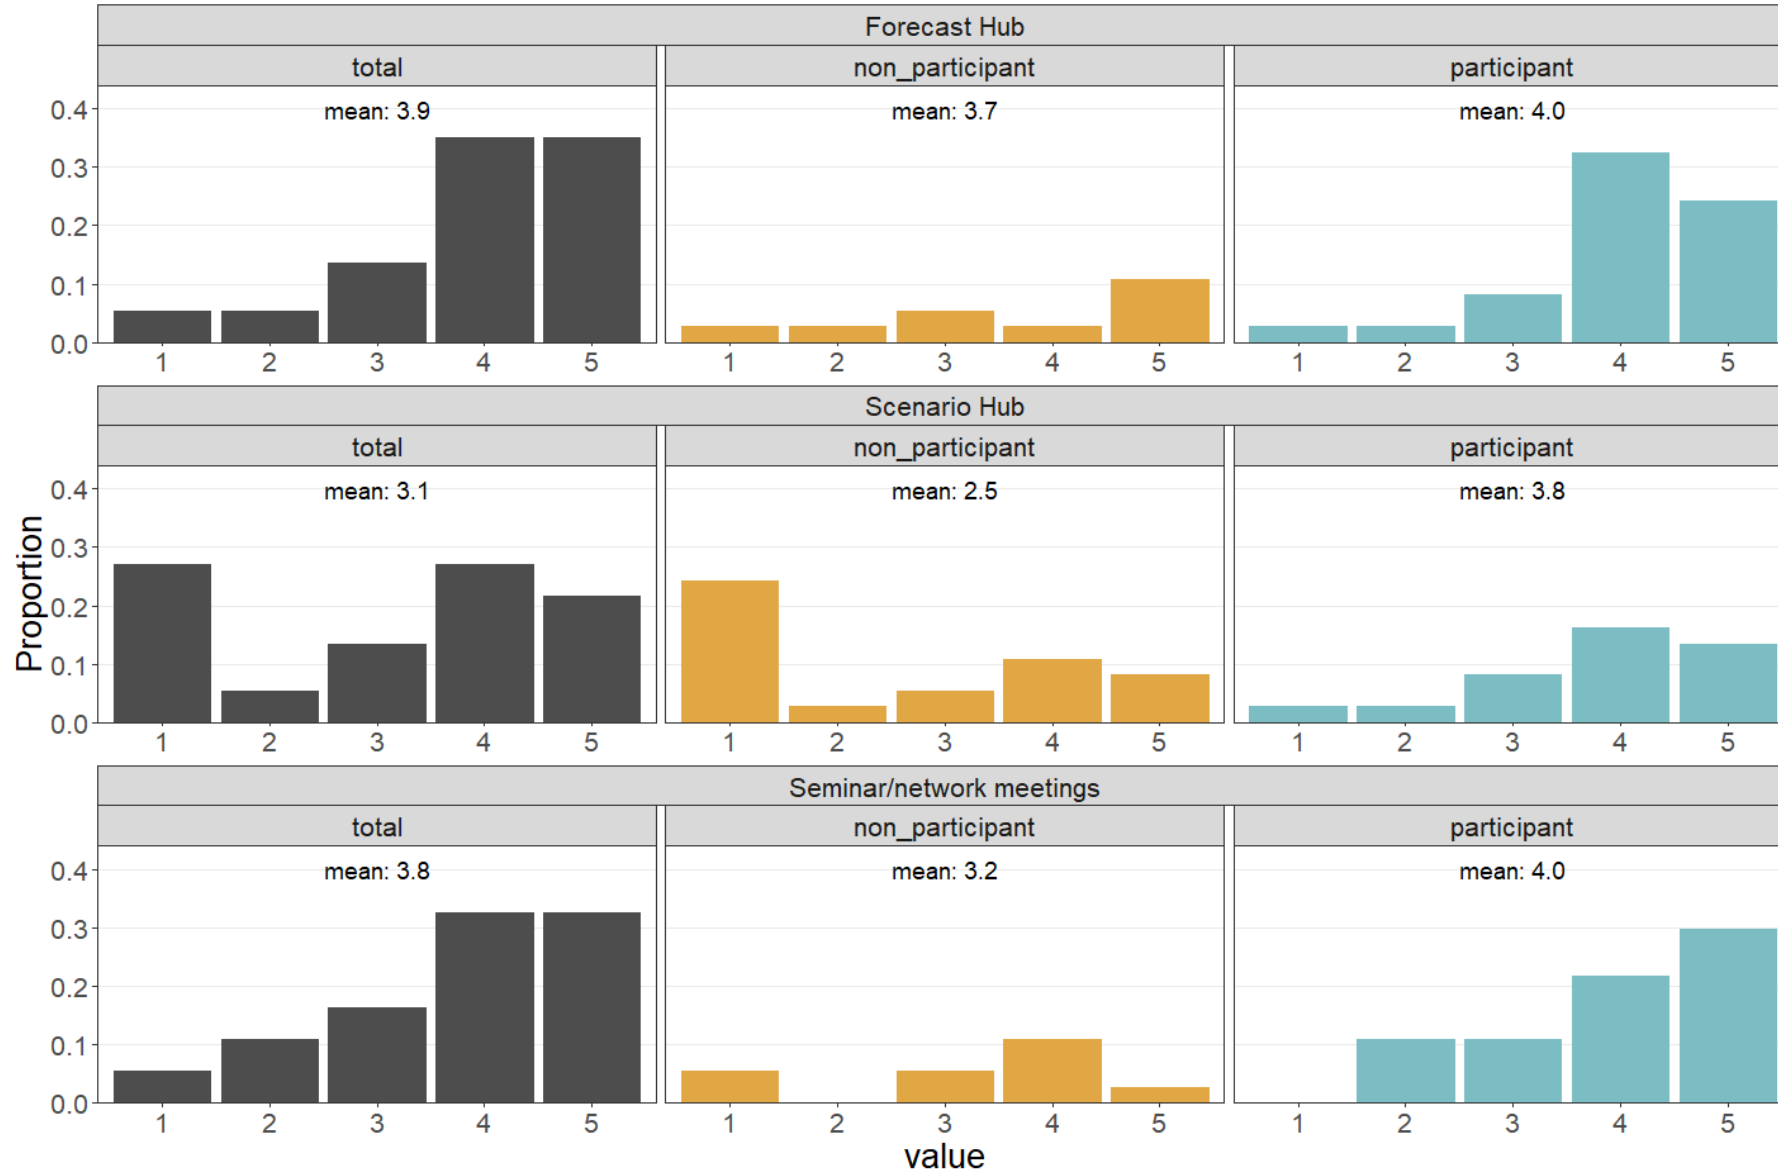 Forecast Hub
total non_participant participant
mean: 3.9 mean: 3.7 mean: 4.0
0.4
0.3
0.2
0.1
0.0
1 2 3 4 5 1 2 3 4 5 1 2 3 4 5
Scenario Hub
total non_participant participant
mean: 3.1 mean: 2.5 mean: 3.8
0.4
0.3
0.2
0.1
0.0
Proportion
1 2 3 4 5 1 2 3 4 5 1 2 3 4 5
Seminar/network meetings
total non_participant participant
mean: 3.8 mean: 3.2 mean: 4.0
0.4
0.3
0.2
0.1
0.0
1 2 3 4 5 1 2 3 4 5 1 2 3 4 5
value